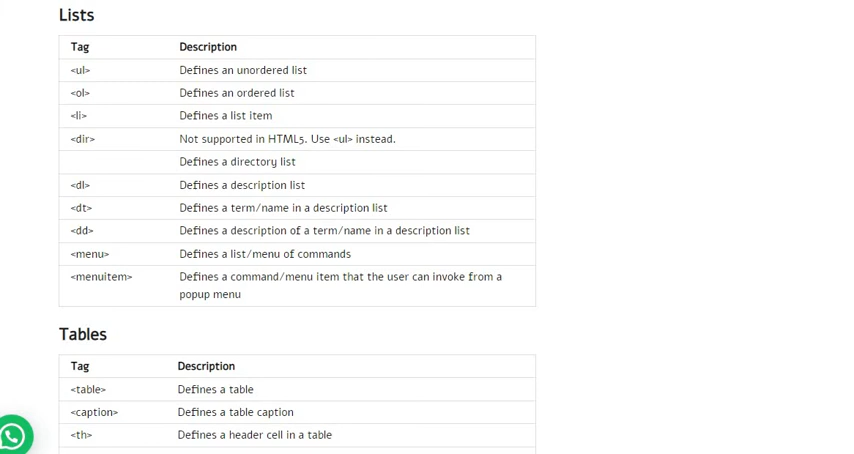 Lists
Tag Description
<ul> Defines an unordered list
<ol> Defines an ordered list
<li> Defines a list item
<dir> Not supported in HTML5. Use <ul> instead.
Defines a directory list
<dl> Defines a description list
<dt> Defines a term/name in a description list
<dd> Defines a description of a term/name in a description list
<menu> Defines a list/menu of commands
<menuitem> Defines a command/menu item that the user can invoke from a
popup menu
Tables
Tag Description
<table> Defines a table
<caption> Defines a table caption
<th> Defines a header cell in a table